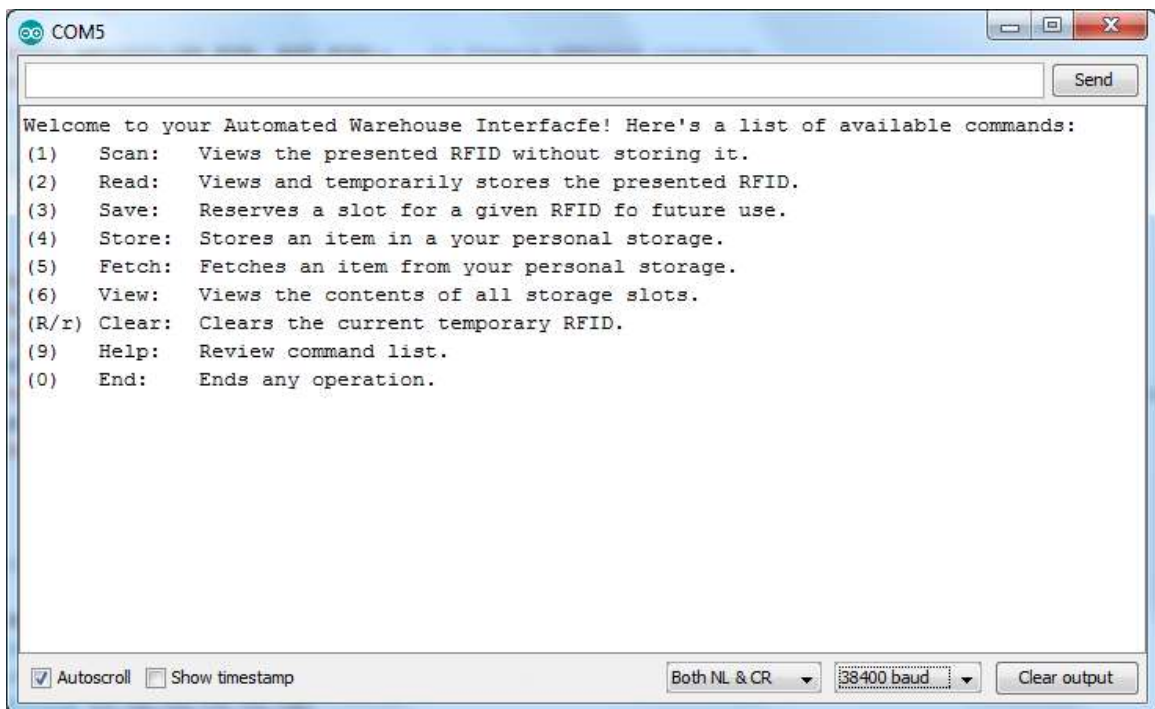 COM5
Send
Welcome to your Automated Warehouse Interfacfe! Here's a list of available commands:
(1) Scan: Views the presented RFID without storing it.
(2) Read: Views and temporarily stores the presented RFID.
(3) Save: Reserves a slot for a given RFID fo future use.
(4) Store: Stores an item in a your personal storage.
(5) Fetch: Fetches an item from your personal storage.
(6) View: Views the contents of all storage slots.
(R/r) Clear: Clears the current temporary RFID.
(9) Help: Review command list.
(0) End: Ends any operation.
Autoscroll Show timestamp Both NL & CR 38400 baud Clear output